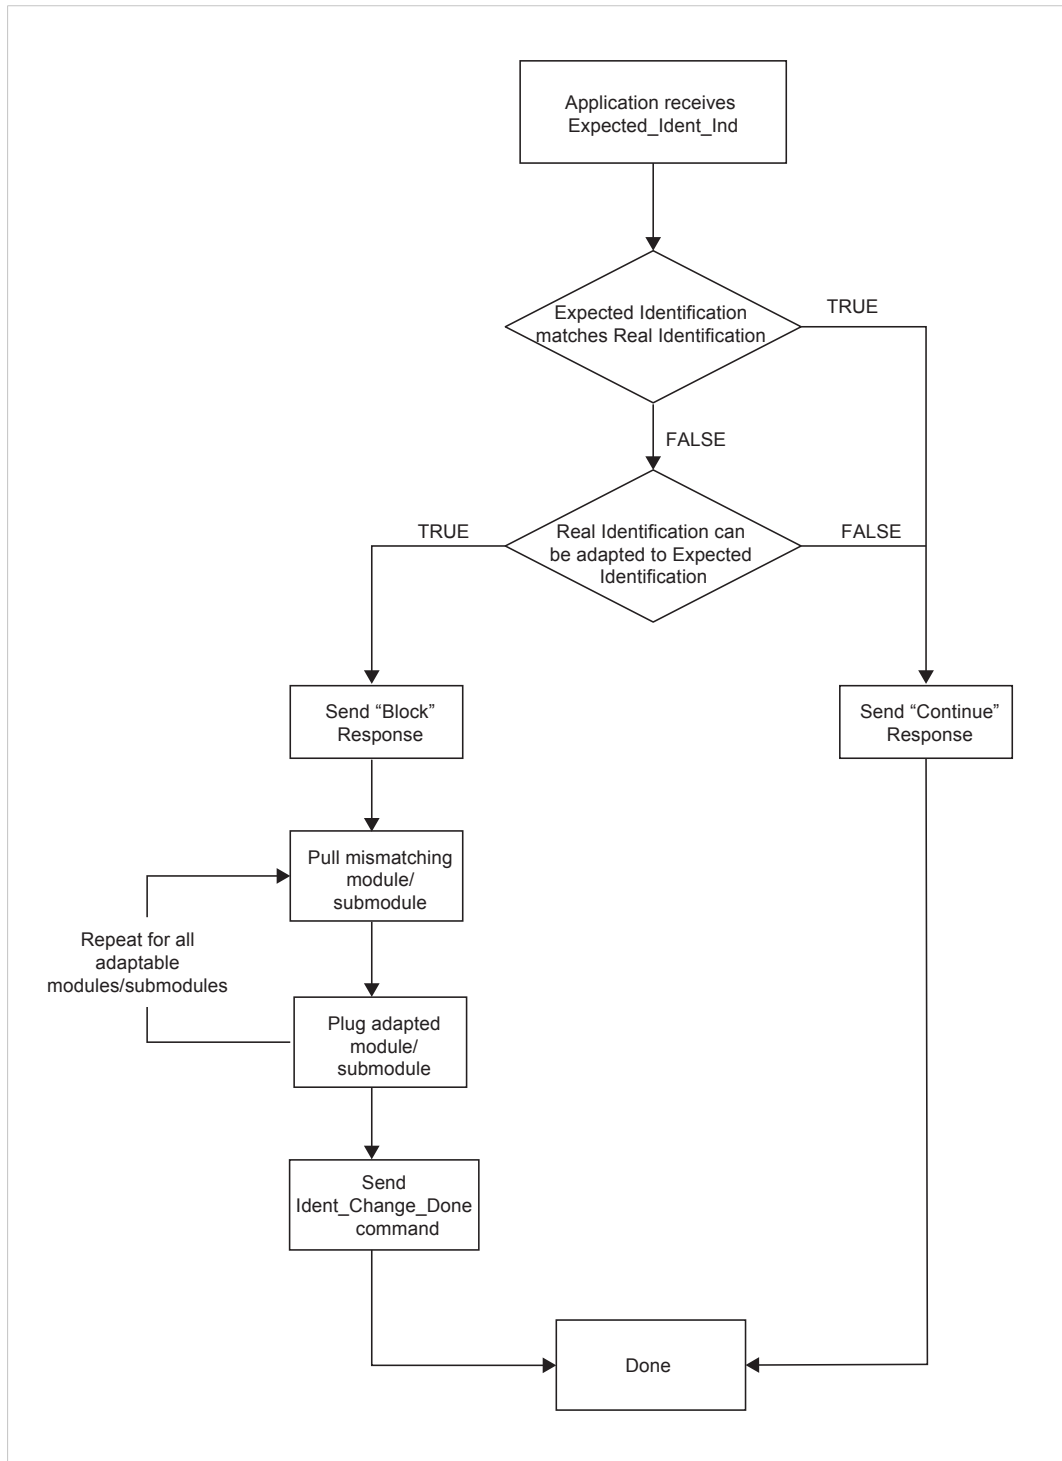 Application receives
Expected_Ident_Ind
Expected Identification
matches Real Identification
TRUE
FALSE
Real Identification can
be adapted to Expected
Identification
TRUE
FALSE
Send “Block”
Response
Send “Continue”
Response
Pull mismatching
module/
submodule
Repeat for all
adaptable
modules/submodules
Plug adapted
module/
submodule
Send
Ident_Change_Done
command
Done